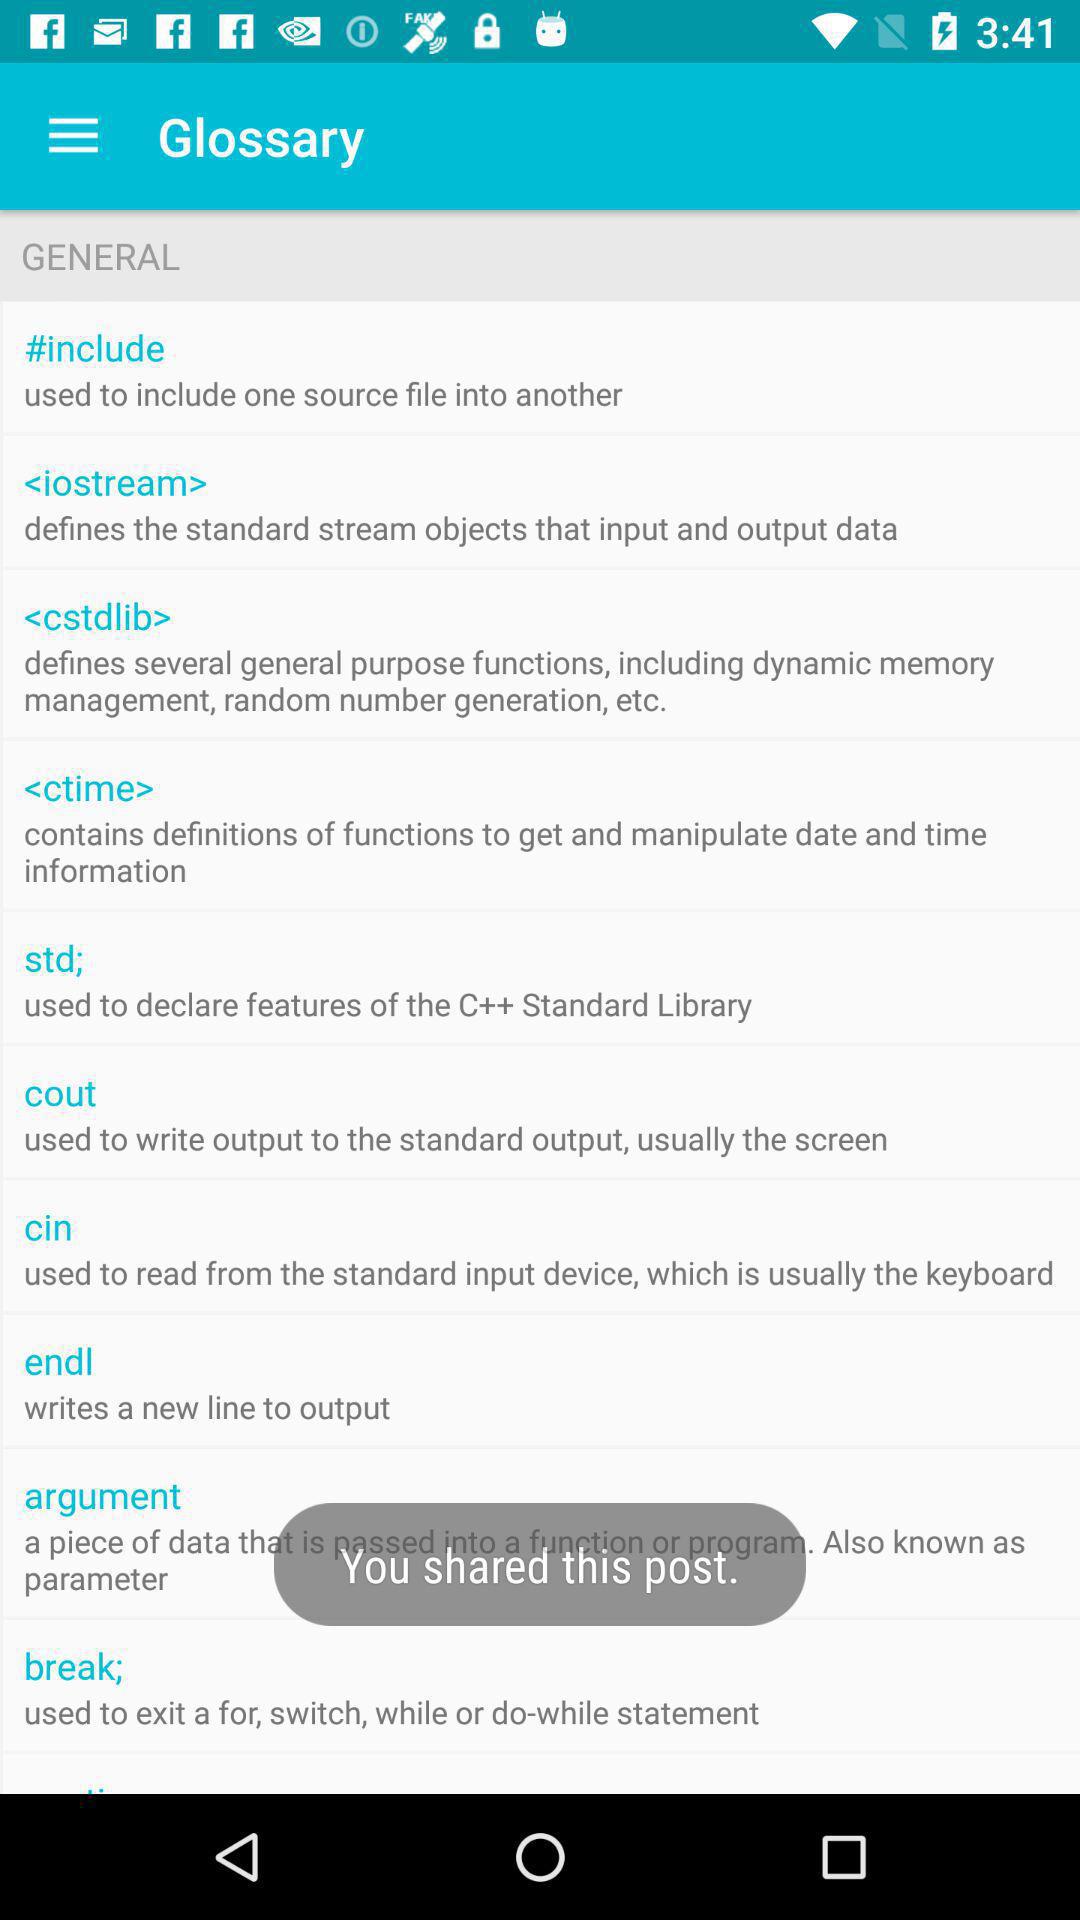 FAKE
3:41
Glossary
GENERAL
#include
used to include one source file into another
<iostream>
defines the standard stream objects that input and output data
<cstdlib>
defines several general purpose functions, including dynamic memory
management, random number generation, etc.
<ctime>
contains definitions of functions to get and manipulate date and time
information
std;
used to declare features of the C++ Standard Library
cout
used to write output to the standard output, usually the screen
cin
used to read from the standard input device, which is usually the keyboard
endl
writes a new line to output
argument
a piece of data that is passed into a function or program. Also known as
parameter
You shared this post.
break;
used to exit a for, switch, while or do-while statement